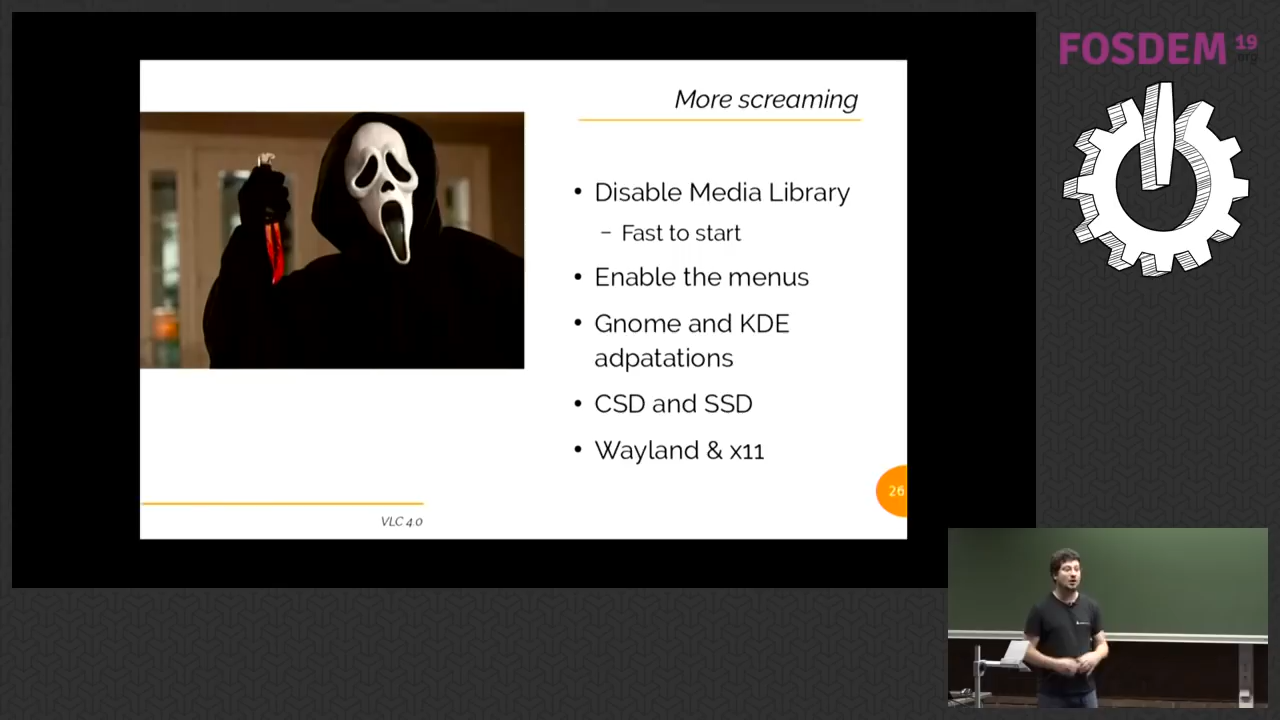 FOSDEM 19
.org
More screaming
• Disable Media Library
– Fast to start
• Enable the menus
• Gnome and KDE
adpatations
• CSD and SSD
• Wayland & x11
26
VLC 4.0